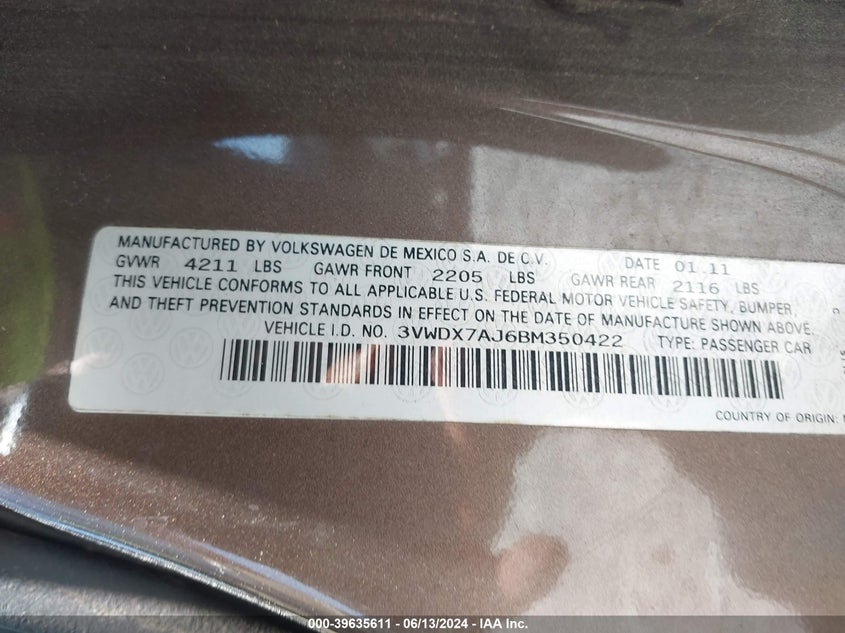 MANUFACTURED BY VOLKSWAGEN DE MEXICO S.A. DE C.V. DATE 01.11
GVWR 4211 LBS GAWR FRONT 2205 LBS GAWR REAR 2116 LBS
THIS VEHICLE CONFORMS TO ALL APPLICABLE U.S. FEDERAL MOTOR VEHICLE SAFETY, BUMPER,
AND THEFT PREVENTION STANDARDS IN EFFECT ON THE DATE OF MANUFACTURE SHOWN ABOVE.
VEHICLE I.D. NO. 3VWDX7AJ6BM350422 TYPE: PASSENGER CAR
COUNTRY OF ORIGIN:
000-39635611 - 06/13/2024 - IAA Inc.